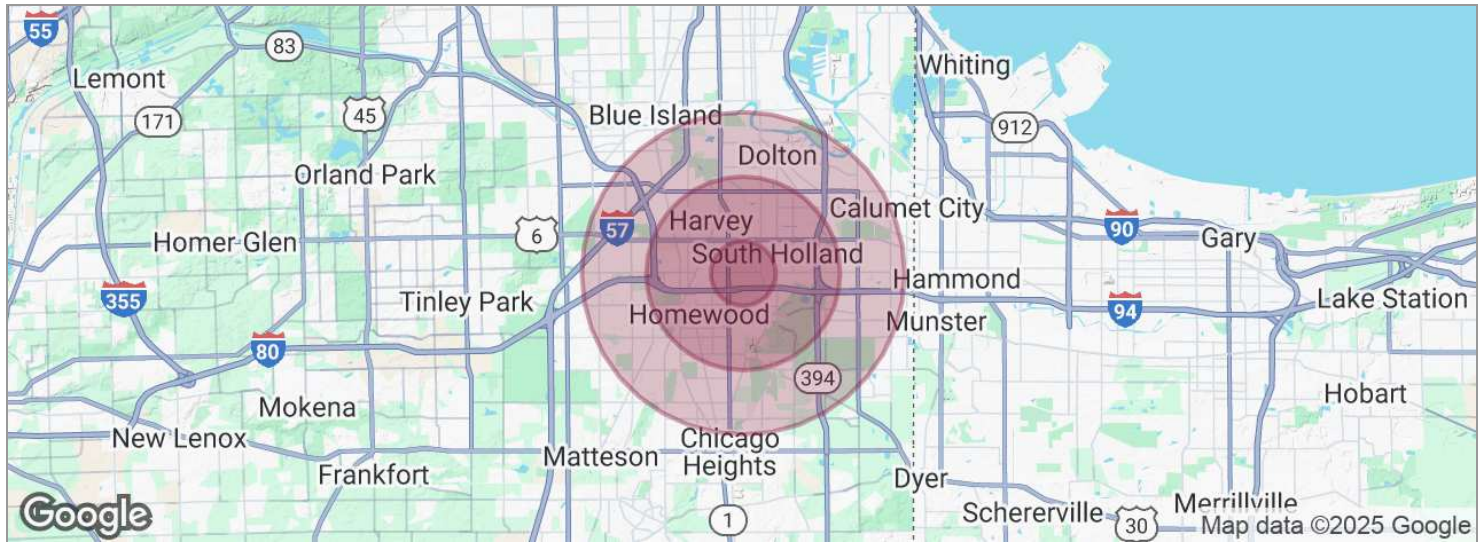 55
83
Whiting
Lemont
171
45
Blue Island
912
Dolton
Orland Park
Harvey
Calumet City
57
6
90
Homer Glen
Gary
South Holland
355
Tinley Park
Hammond
Lake Station
Homewood
Munster
94
80
394
Mokena
Hobart
New Lenox
Matteson
Chicago
Heights
Frankfort
Dyer
Merrillville
Schererville
1
30
Google
Map data ©2025 Google